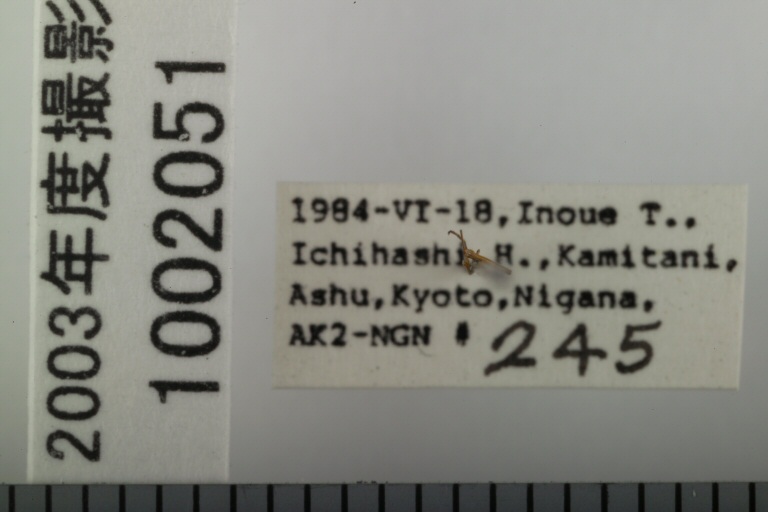 2003年度撮影
1002051
1984-VI-18, Inoue T.,
Ichihashi H., Kamitani,
Ashu, Kyoto, Nigana,
AK2-NGN # 245